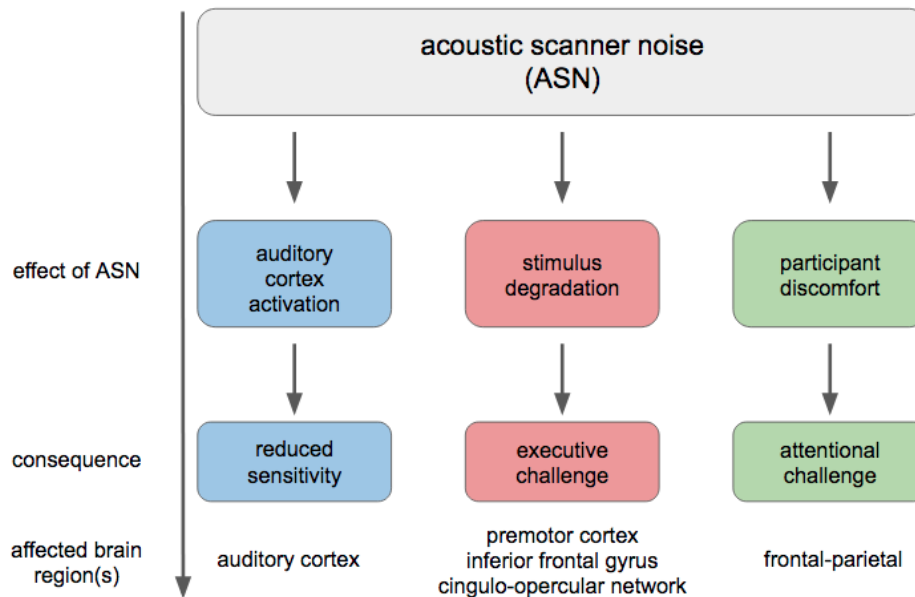 acoustic scanner noise
(ASN)
effect of ASN
auditory
cortex
activation
stimulus
degradation
participant
discomfort
consequence
reduced
sensitivity
executive
challenge
attentional
challenge
affected brain
region(s)
auditory cortex
premotor cortex
inferior frontal gyrus
cingulo-opercular network
frontal-parietal